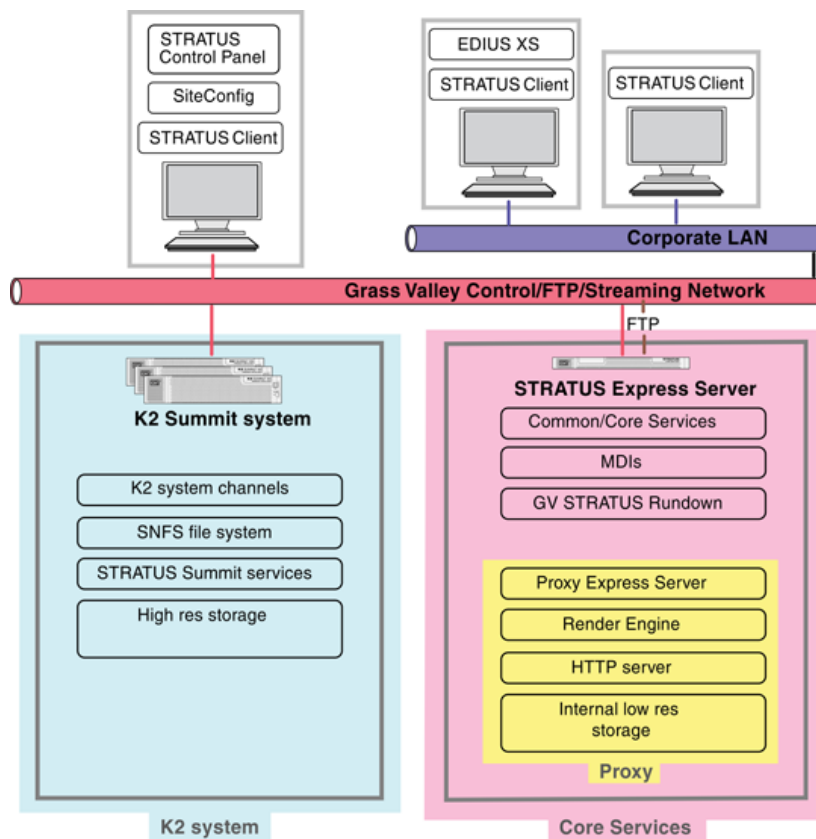 STRATUS
Control Panel
SiteConfig
STRATUS Client
EDIUS XS
STRATUS Client
STRATUS Client
Corporate LAN
Grass Valley Control/FTP/Streaming Network
FTP
K2 Summit system
K2 system channels
SNFS file system
STRATUS Summit services
High res storage
K2 system
STRATUS Express Server
Common/Core Services
MDIs
GV STRATUS Rundown
Proxy Express Server
Render Engine
HTTP server
Internal low res
storage
Proxy
Core Services